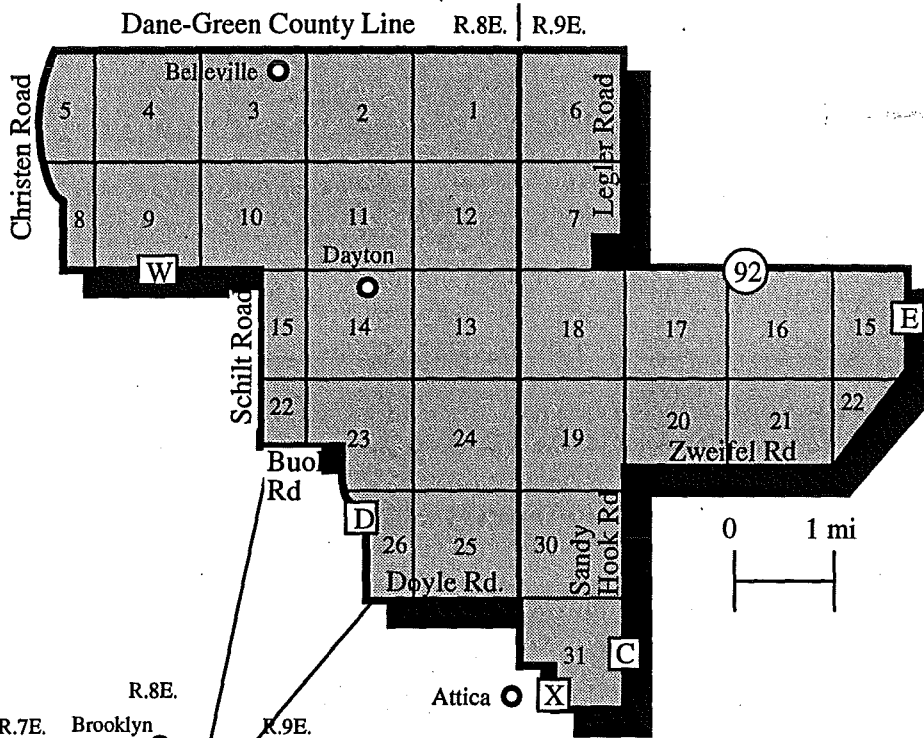 Dane-Green County Line R.8E. R.9E.
Belleville
Christen Road
5 4 3 2 1 6
Legler Road
8 9 10 11 12 7
W
Dayton
92
E
Schilt Road
15 14 13 18 17 16 15
22 23 24 19 20 21 22
Zweifel Rd
Buol
Rd
D
26 25 30
Sandy
Hook Rd
Doyle Rd.
0 1 mi
31
C
Attica
X
R.8E.
R.7E. Brooklyn R.9E.